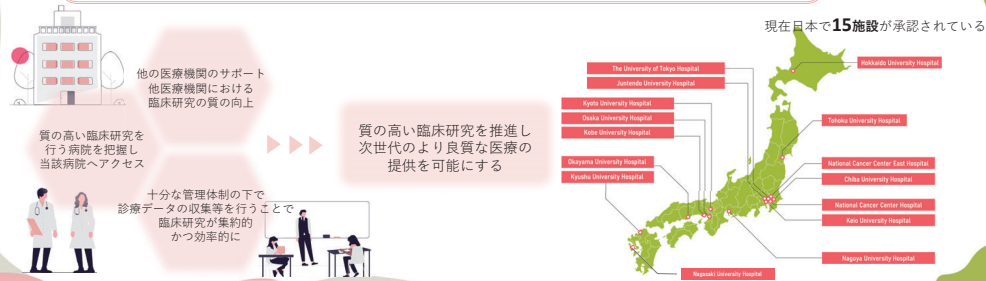 現在日本で15施設が承認されている
他の医療機関のサポート
他医療機関における
臨床研究の質の向上
質の高い臨床研究を
行う病院を把握し
当該病院へアクセス
十分な管理体制の下で
診療データの収集等を行うことで
臨床研究が集約的
かつ効率的に
質の高い臨床研究を推進し
次世代のより良質な医療の
提供を可能にする
The University of Tokyo Hospital
Juntendo University Hospital
Kyoto University Hospital
Osaka University Hospital
Kobe University Hospital
Okayama University Hospital
Kyushu University Hospital
Nagasaki University Hospital
Hokkaido University Hospital
Tohoku University Hospital
National Cancer Center East Hospital
Chiba University Hospital
National Cancer Center Hospital
Keio University Hospital
Nagoya University Hospital